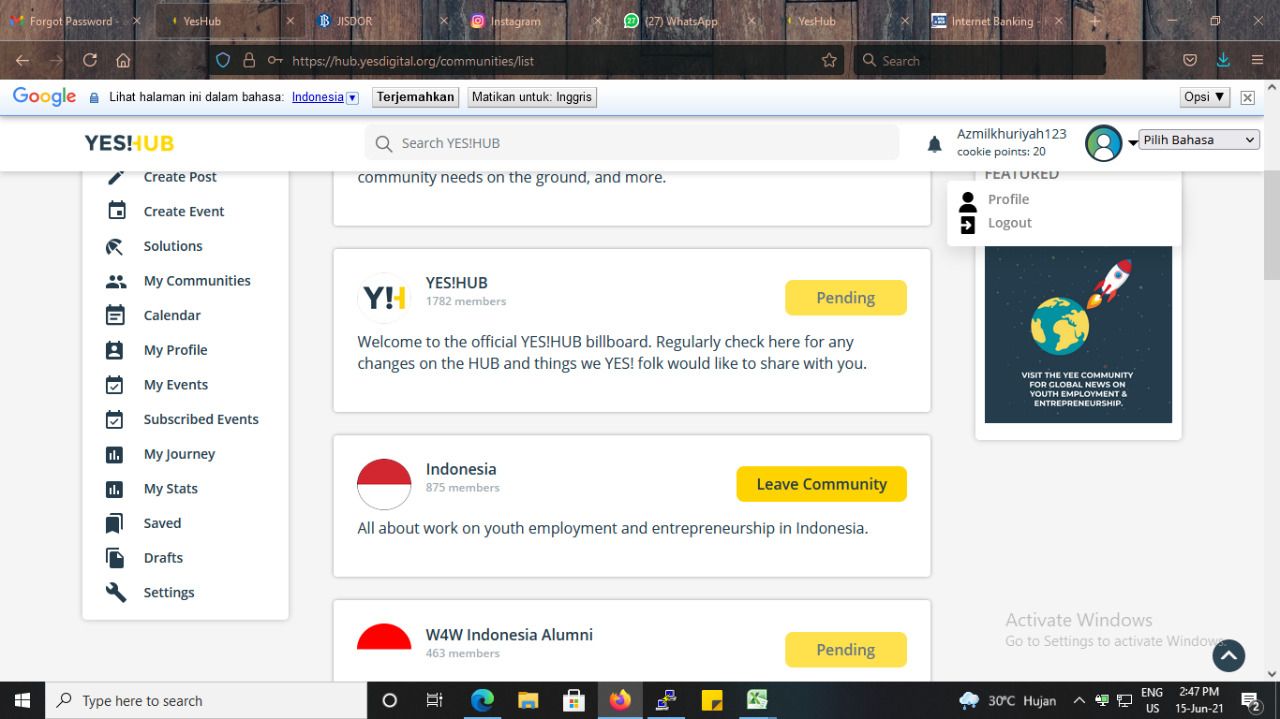 Forgot Password -
YesHub
JISDOR
Instagram
(27) WhatsApp
YesHub
Internet Banking -
https://hub.yesdigital.org/communities/list
Search
Google
Lihat halaman ini dalam bahasa: Indonesia
Terjemahkan
Matikan untuk: Inggris
Opsi ▼
YES!HUB
Search YES!HUB
Azmilkhuriyah123
cookie points: 20
Pilih Bahasa
Create Post
Create Event
Solutions
My Communities
Calendar
My Profile
My Events
Subscribed Events
My Journey
My Stats
Saved
Drafts
Settings
community needs on the ground, and more.
Y!H
YES!HUB
1782 members
Pending
Welcome to the official YES!HUB billboard. Regularly check here for any
changes on the HUB and things we YES! folk would like to share with you.
Indonesia
875 members
Leave Community
All about work on youth employment and entrepreneurship in Indonesia.
W4W Indonesia Alumni
463 members
Pending
FEATURED
Profile
Logout
VISIT THE YEE COMMUNITY
FOR GLOBAL NEWS ON
YOUTH EMPLOYMENT &
ENTREPRENEURSHIP.
Activate Windows
Go to Settings to activate Windows.
Type here to search
30°C Hujan
ENG
US
2:47 PM
15-Jun-21
2